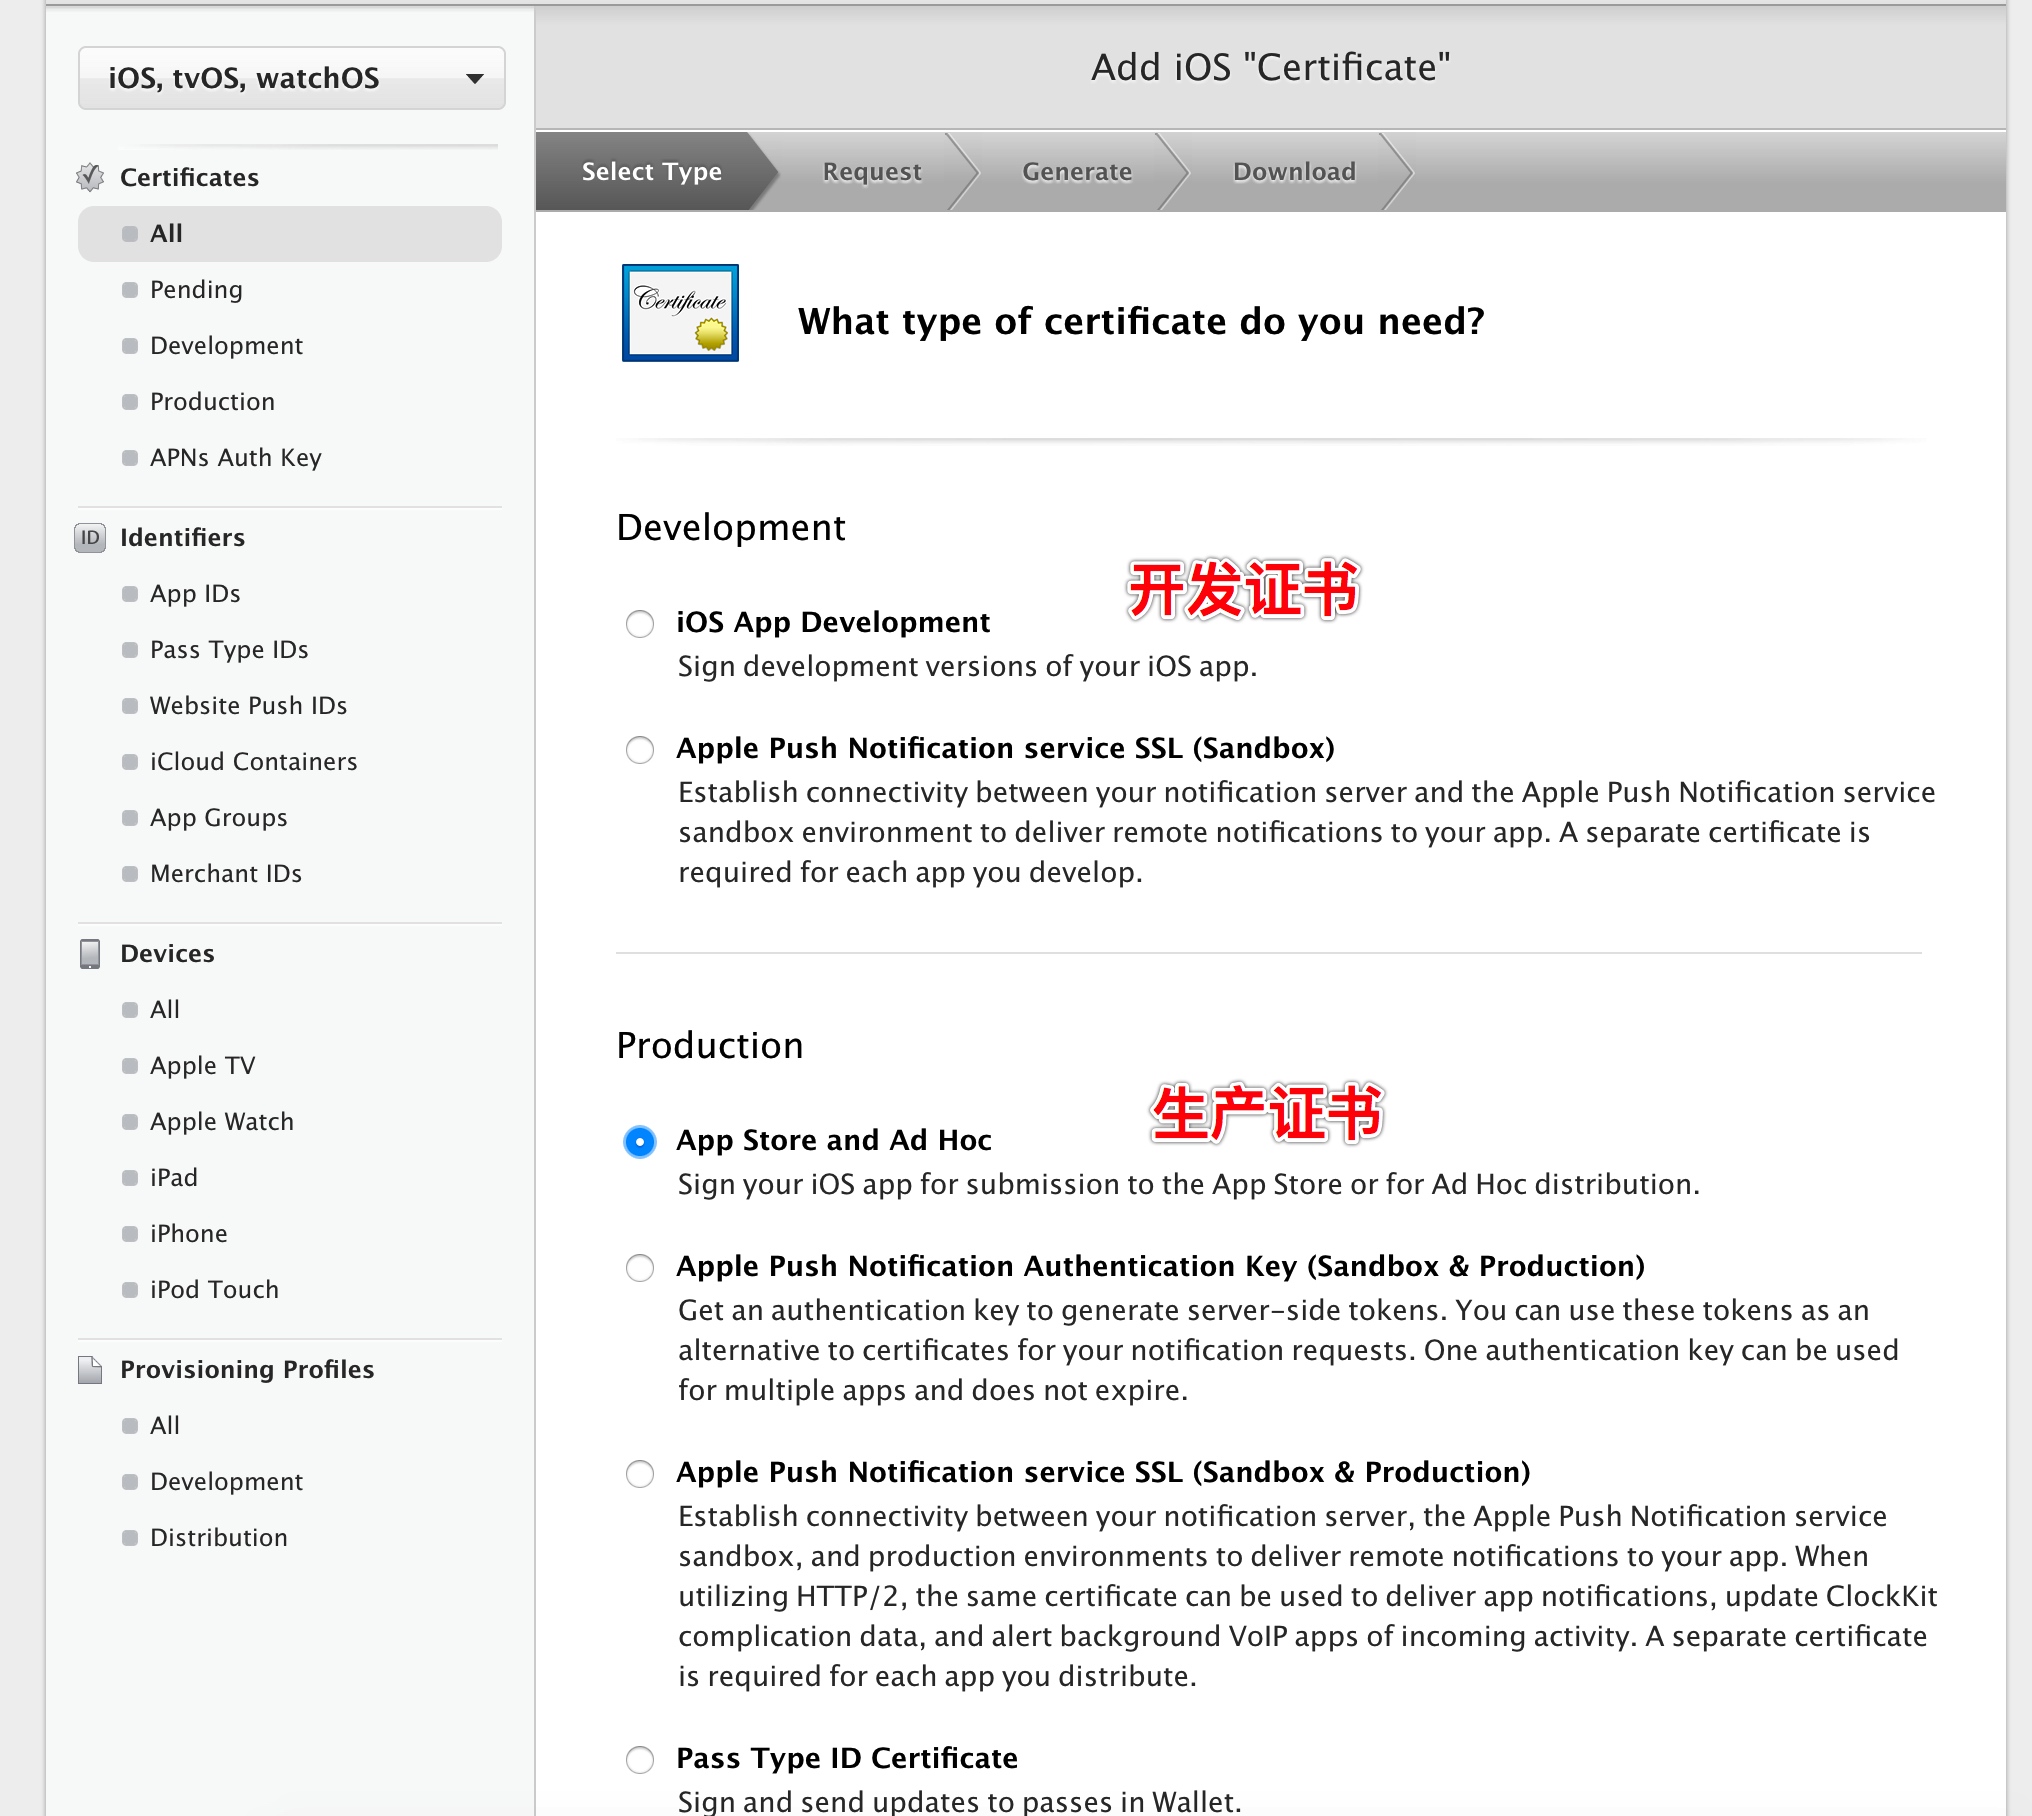 iOS, tvOS, watchOS
Certificates
All
Pending
Development
Production
APNs Auth Key
ID
Identifiers
App IDs
Pass Type IDs
Website Push IDs
iCloud Containers
App Groups
Merchant IDs
Devices
All
Apple TV
Apple Watch
iPad
iPhone
iPod Touch
Provisioning Profiles
All
Development
Distribution
Add iOS "Certificate"
Select Type
Request
Generate
Download
Certificate
What type of certificate do you need?
Development
开发证书
iOS App Development
Sign development versions of your iOS app.
Apple Push Notification service SSL (Sandbox)
Establish connectivity between your notification server and the Apple Push Notification service
sandbox environment to deliver remote notifications to your app. A separate certificate is
required for each app you develop.
Production
生产证书
App Store and Ad Hoc
Sign your iOS app for submission to the App Store or for Ad Hoc distribution.
Apple Push Notification Authentication Key (Sandbox & Production)
Get an authentication key to generate server-side tokens. You can use these tokens as an
alternative to certificates for your notification requests. One authentication key can be used
for multiple apps and does not expire.
Apple Push Notification service SSL (Sandbox & Production)
Establish connectivity between your notification server, the Apple Push Notification service
sandbox, and production environments to deliver remote notifications to your app. When
utilizing HTTP/2, the same certificate can be used to deliver app notifications, update ClockKit
complication data, and alert background VoIP apps of incoming activity. A separate certificate
is required for each app you distribute.
Pass Type ID Certificate
Sign and send updates to passes in Wallet.